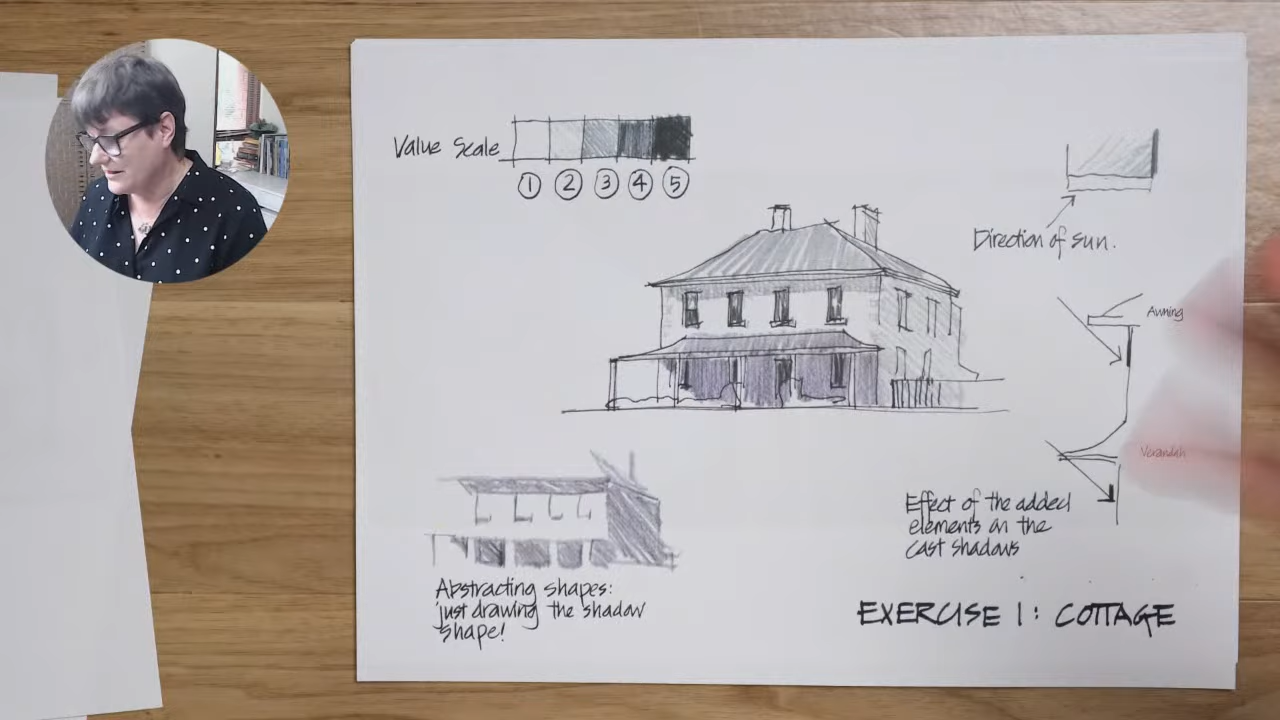 Value Scale
1 2 3 4 5
Direction of sun.
Awning
Verandah
Effect of the added
elements on the
cast shadows
Abstracting shapes:
just drawing the shadow
shape!
EXERCISE 1: COTTAGE